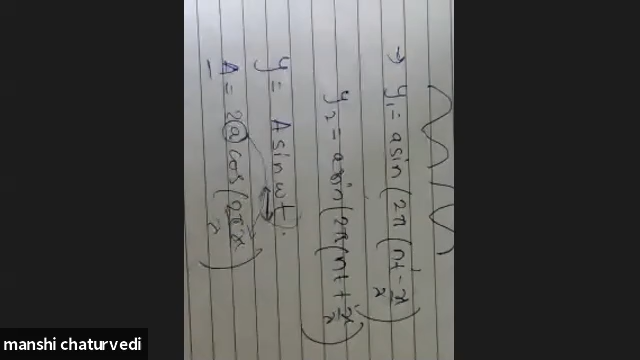 → y₁ = a sin (2π (nt - x/λ))
y₂ = a sin (2π (nt + x/λ))
y = A sin ωt.
A = 2a cos (2πx/λ)
manshi chaturvedi